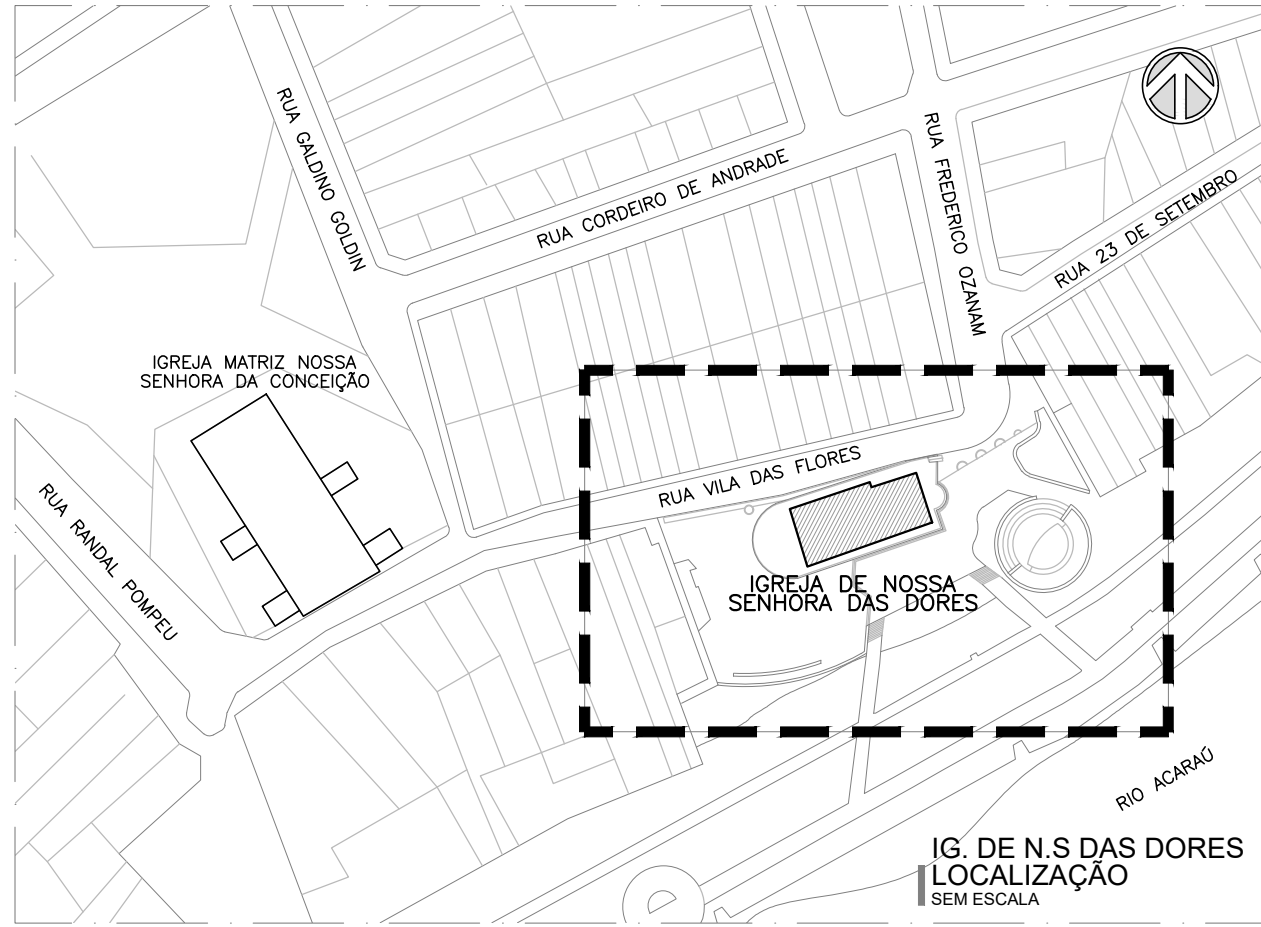 RUA GALDINO GOLDIN
RUA CORDEIRO DE ANDRADE
RUA FREDERICO OZANAM
RUA 23 DE SETEMBRO
IGREJA MATRIZ NOSSA
SENHORA DA CONCEIÇÃO
RUA VILA DAS FLORES
RUA RANDAL POMPEU
IGREJA DE NOSSA
SENHORA DAS DORES
RIO ACARAÚ
IG. DE N.S DAS DORES
LOCALIZAÇÃO
SEM ESCALA